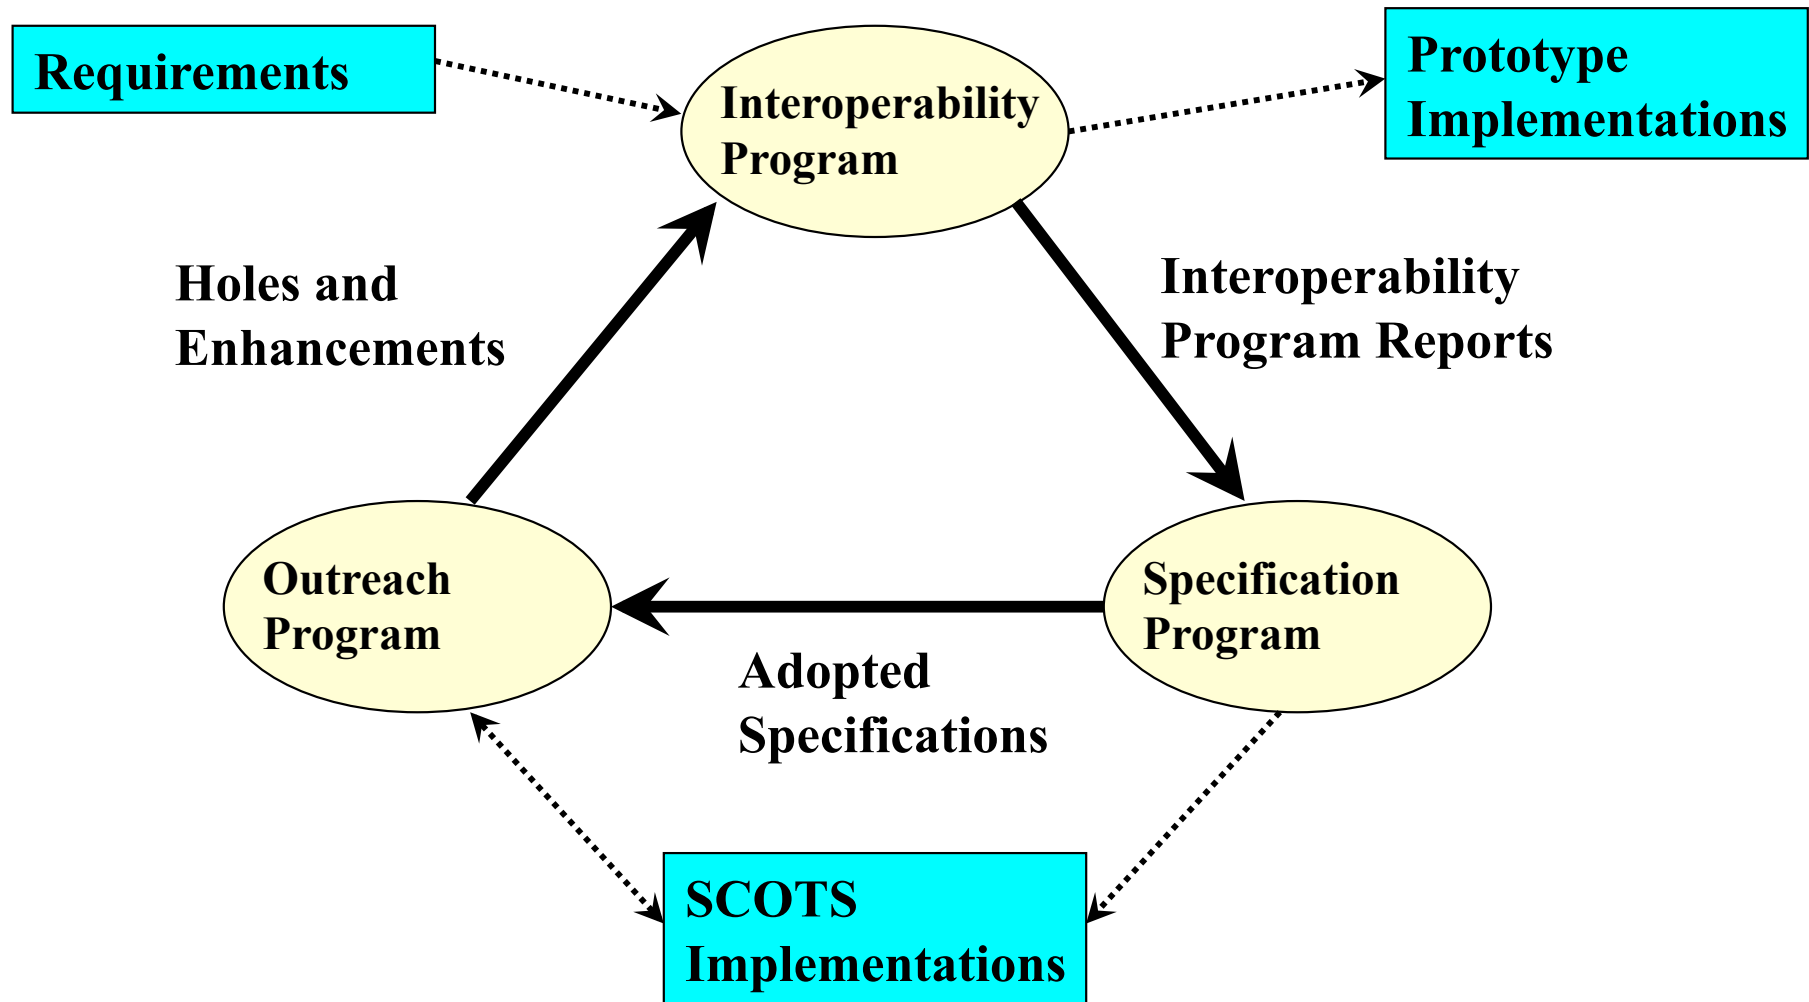 Requirements
Interoperability
Program
Prototype
Implementations
Holes and
Enhancements
Interoperability
Program Reports
Outreach
Program
Specification
Program
Adopted
Specifications
SCOTS
Implementations